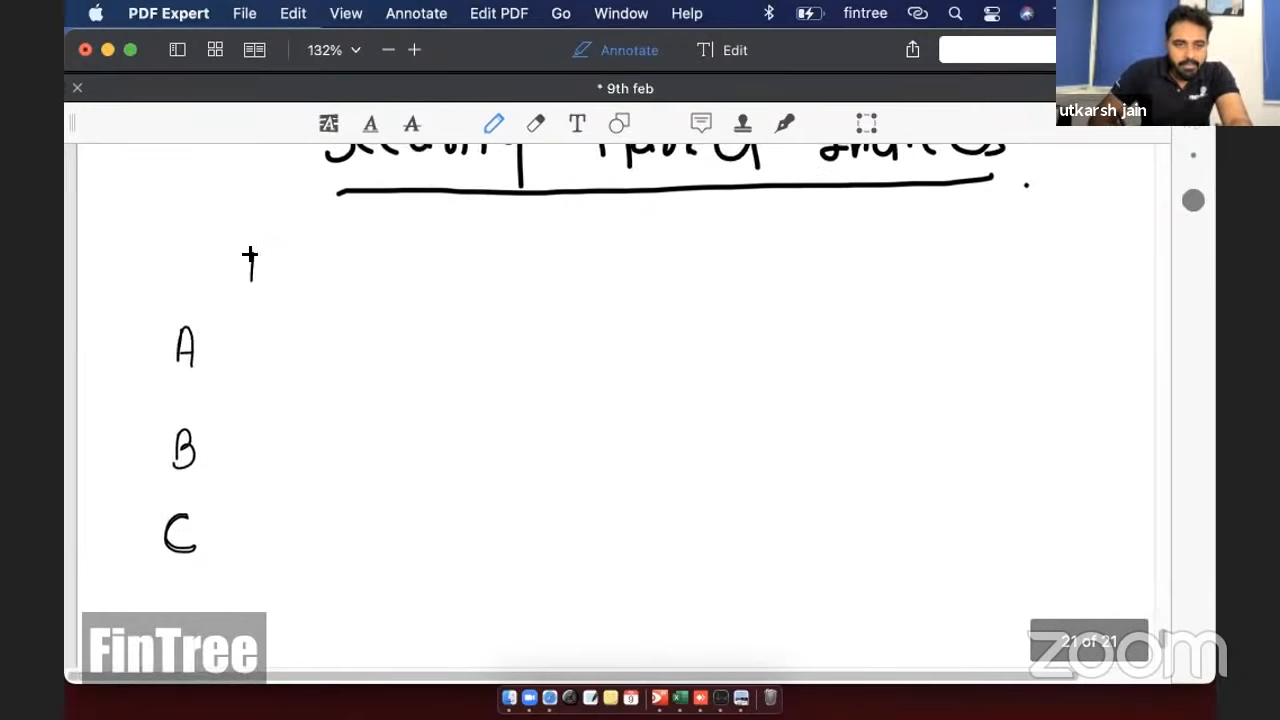 PDF Expert File Edit View Annotate Edit PDF Go Window Help fintree
132% Annotate T Edit
* 9th feb
utkarsh jain
A A A T
Security
A
B
C
FinTree
21 of 21
zoom